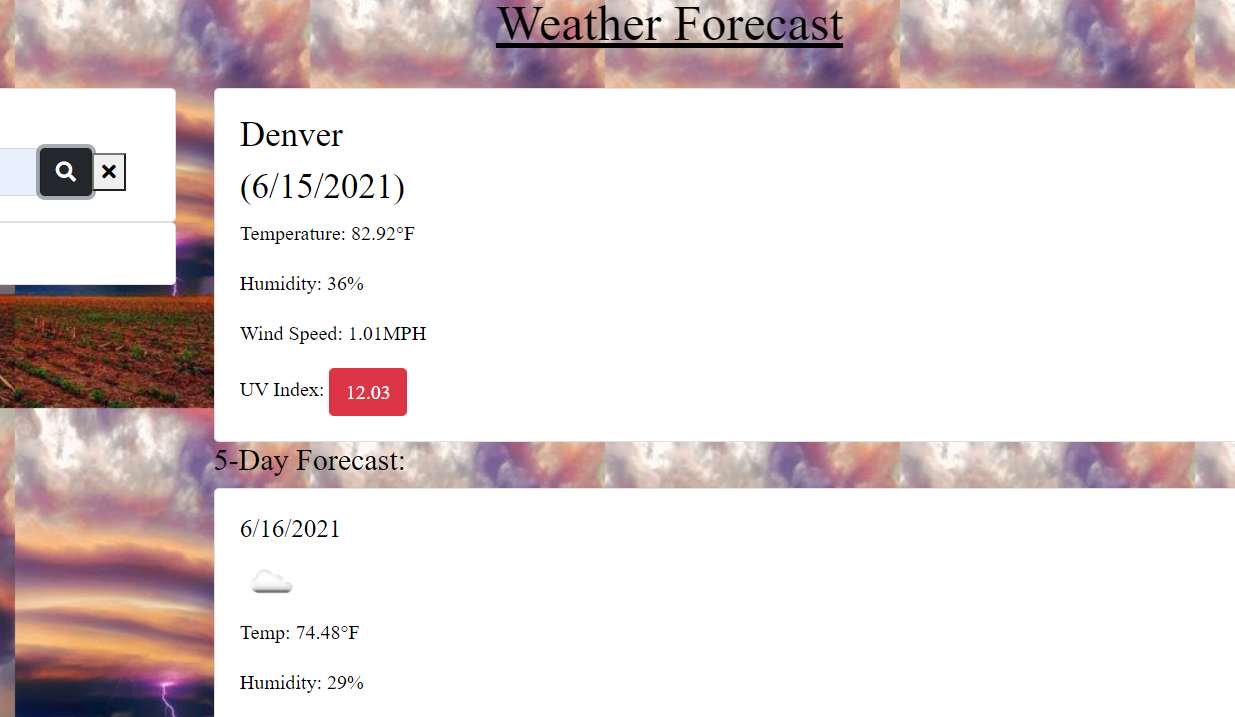 Weather Forecast
Denver
(6/15/2021)
Temperature: 82.92°F
Humidity: 36%
Wind Speed: 1.01MPH
UV Index: 12.03
5-Day Forecast:
6/16/2021
Temp: 74.48°F
Humidity: 29%